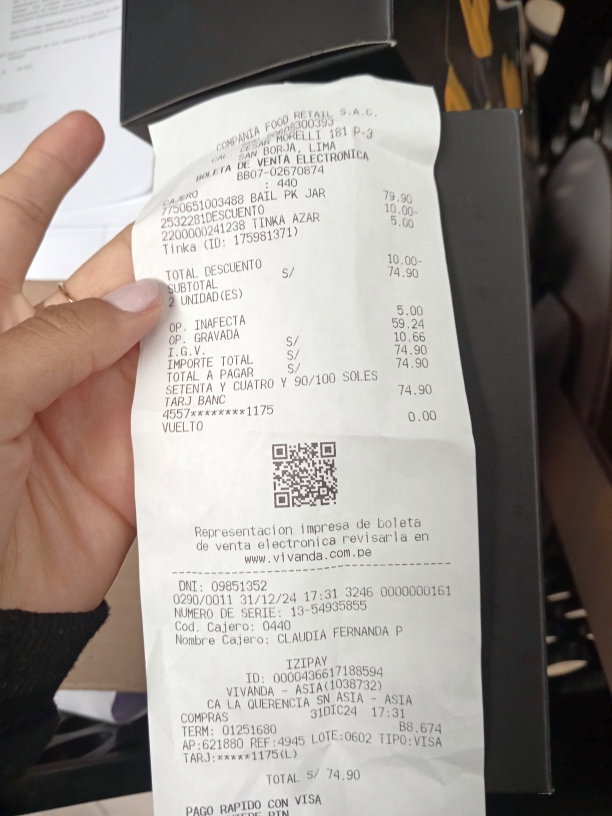 COMPANIA FOOD RETAIL S.A.C.
CESAR MORELLI 181 P-3
SAN BORJA, LIMA
BOLETA DE VENTA ELECTRONICA
BB07-02670874
CAJERO : 440
7750651003488 BAIL PK JAR 79.90
2532281DESCUENTO 10.00-
2200000241238 TINKA AZAR 5.00
Tinka (ID: 175981371)
TOTAL DESCUENTO 10.00-
SUBTOTAL S/ 74.90
2 UNIDAD(ES)
OP. INAFECTA 5.00
OP. GRAVADA 59.24
I.G.V. S/ 10.66
IMPORTE TOTAL S/ 74.90
TOTAL A PAGAR S/ 74.90
SETENTA Y CUATRO Y 90/100 SOLES
TARJ BANC 74.90
4557********1175
VUELTO 0.00
Representacion impresa de boleta
de venta electronica revisarla en
www.vivanda.com.pe
DNI: 09851352
0290/0011 31/12/24 17:31 3246 0000000161
NUMERO DE SERIE: 13-54935855
Cod. Cajero: 0440
Nombre Cajero: CLAUDIA FERNANDA P
IZIPAY
ID: 0000436617188594
VIVANDA - ASIA(1038732)
CA LA QUERENCIA SN ASIA - ASIA
COMPRAS 31DIC24 17:31
TERM: 01251680 B8.674
AP:621880 REF:4945 LOTE:0602 TIPO:VISA
TARJ:*****1175(L)
TOTAL S/ 74.90
PAGO RAPIDO CON VISA